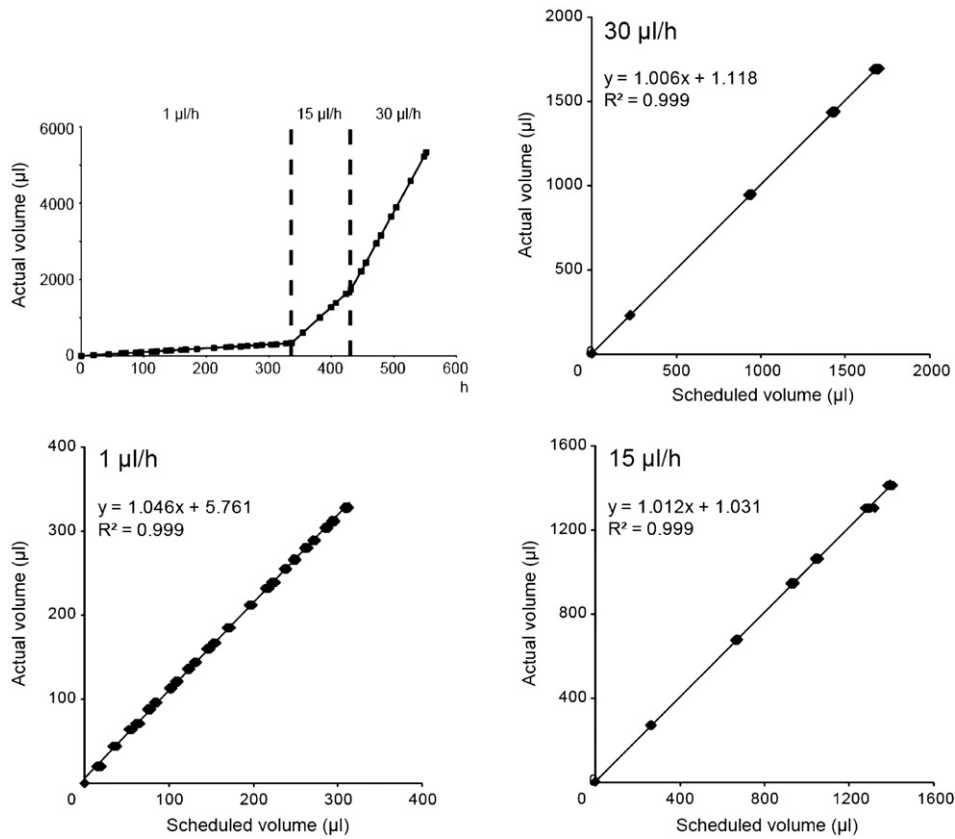 1 µl/h 15 µl/h 30 µl/h
Actual volume (µl)
6000
4000
2000
0
0 100 200 300 400 500 600
h
30 µl/h
y = 1.006x + 1.118
R² = 0.999
Actual volume (µl)
2000
1500
1000
500
0
0 500 1000 1500 2000
Scheduled volume (µl)
1 µl/h
y = 1.046x + 5.761
R² = 0.999
Actual volume (µl)
400
300
200
100
0 100 200 300 400
Scheduled volume (µl)
15 µl/h
y = 1.012x + 1.031
R² = 0.999
Actual volume (µl)
1600
1200
800
400
0
0 400 800 1200 1600
Scheduled volume (µl)